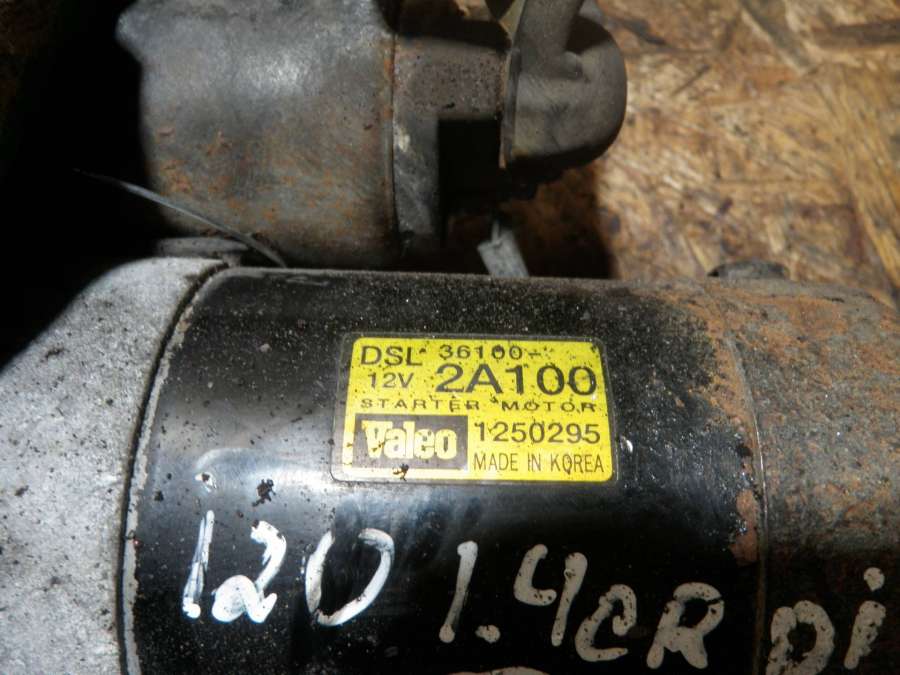 DSL 36100-
12V 2A100
STARTER MOTOR
Valeo 1250295
MADE IN KOREA
i20 1.4CRDi